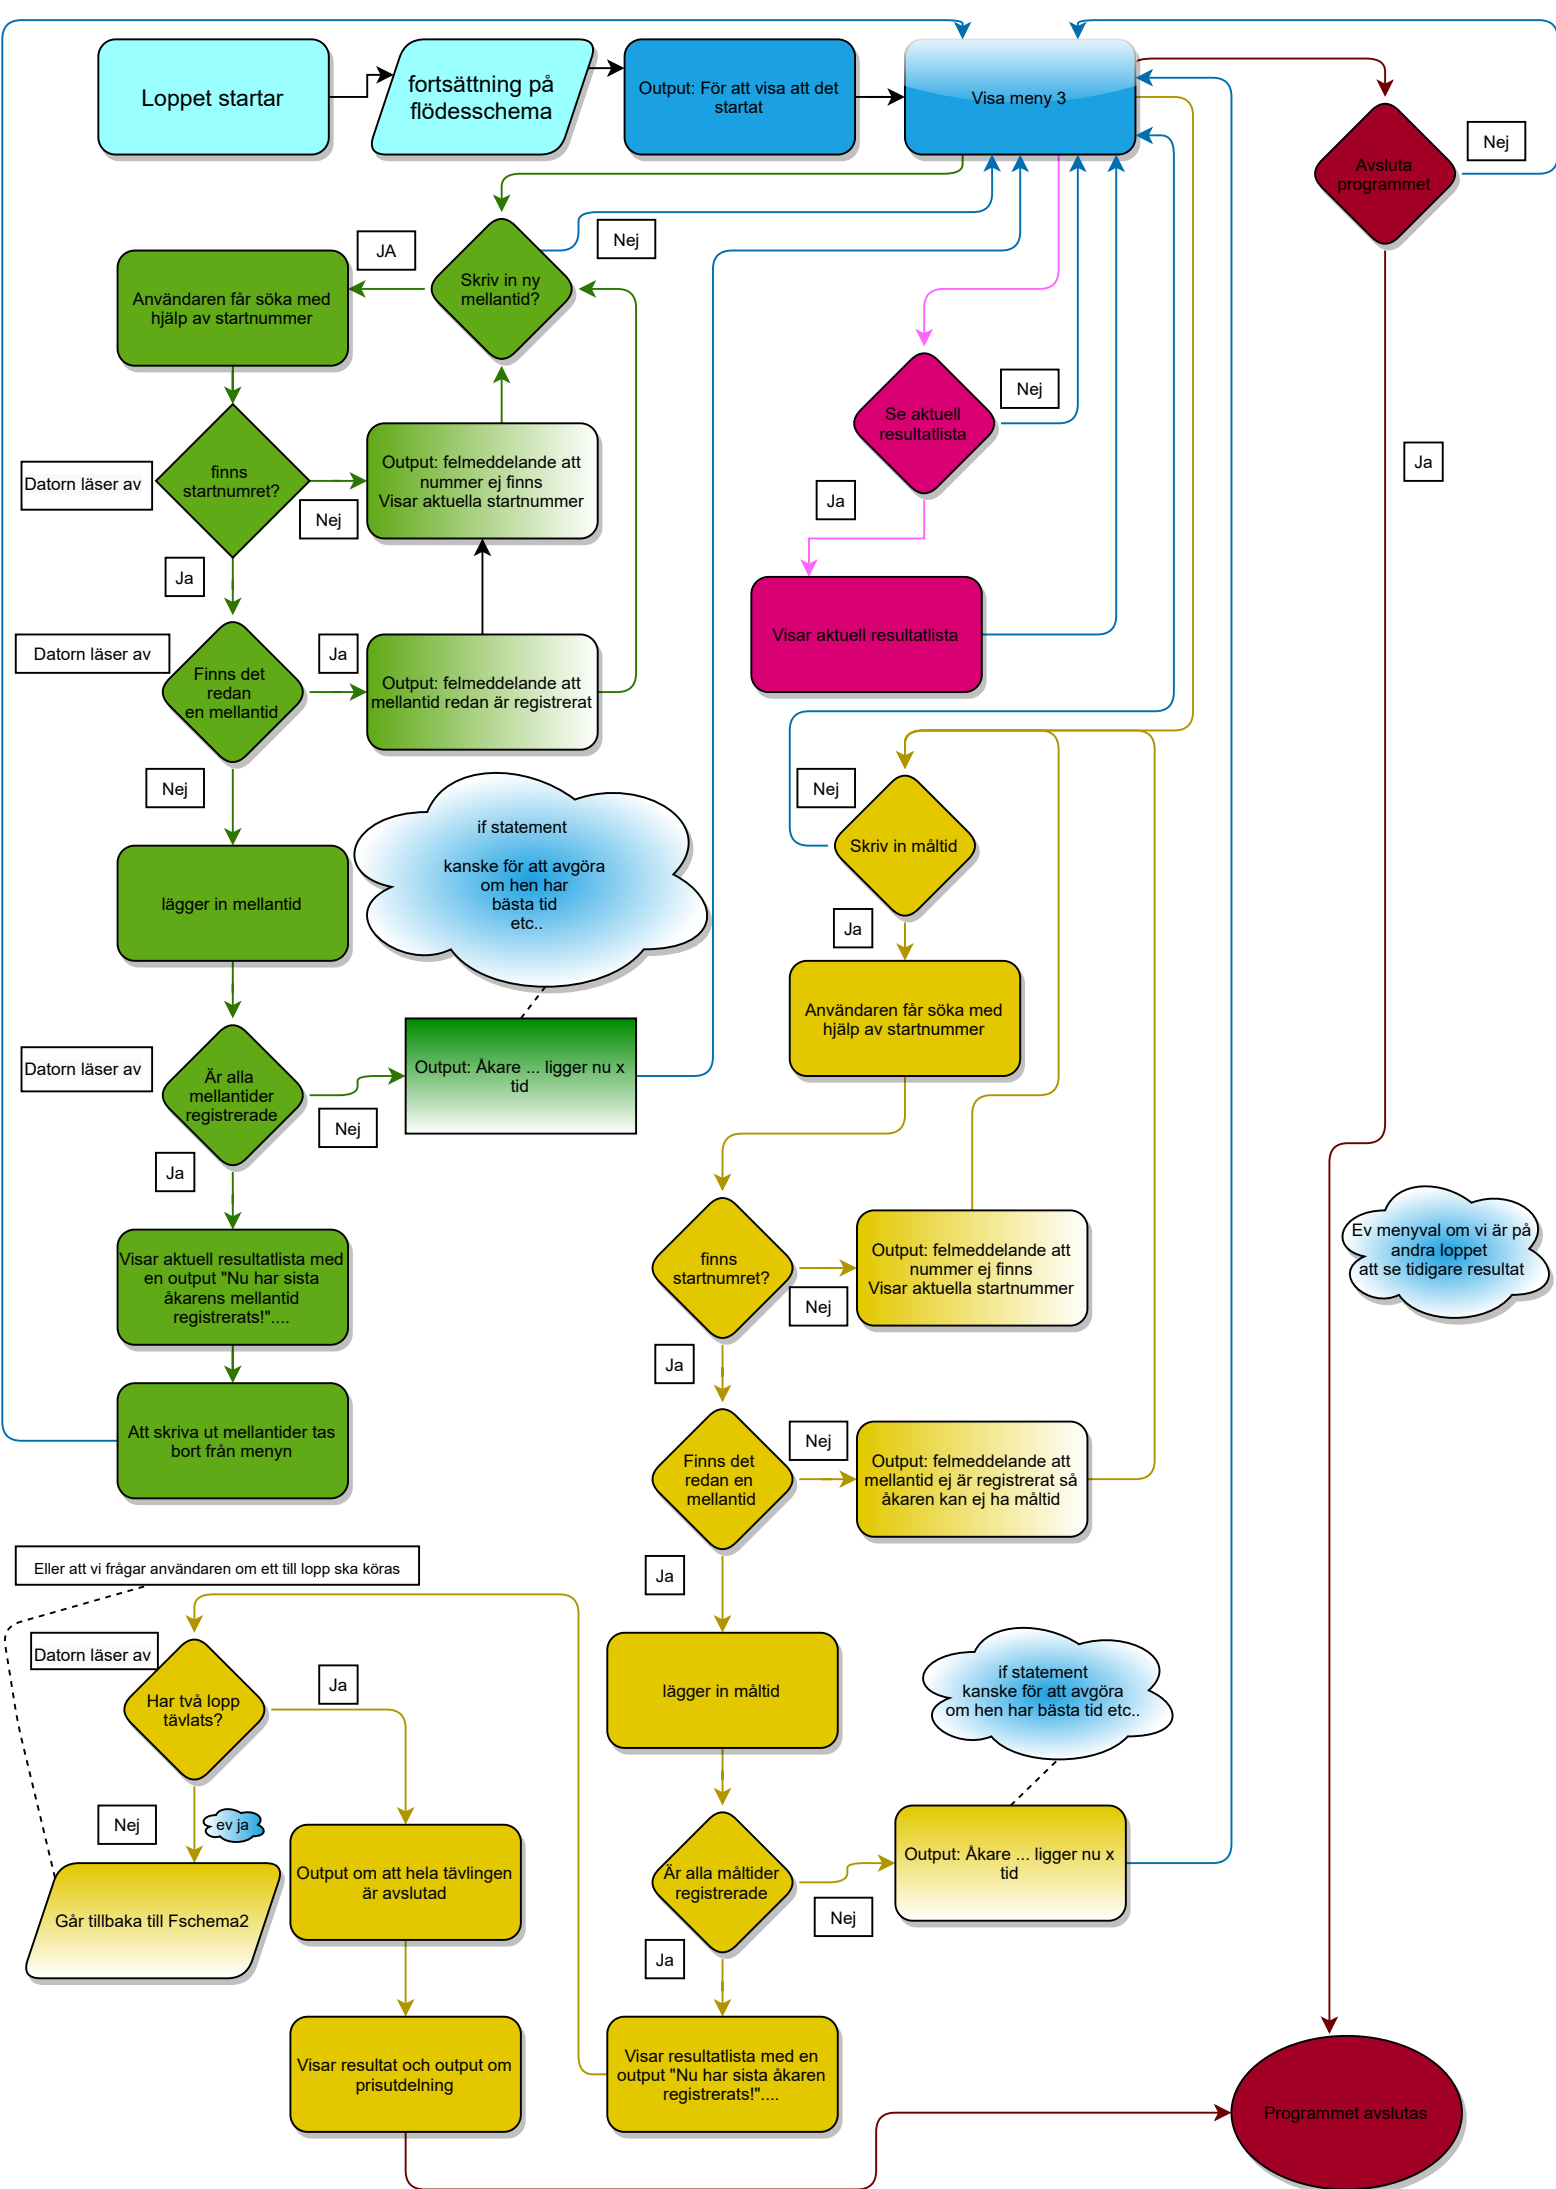 Loppet startar
fortsättning på
flödesschema
Output: För att visa att det
startat
Visa meny 3
Avsluta
programmet
Nej
Nej
JA
Skriv in ny
mellantid?
Användaren får söka med
hjälp av startnummer
Se aktuell
resultatlista
Nej
Ja
Datorn läser av
finns
startnumret?
Output: felmeddelande att
nummer ej finns
Visar aktuella startnummer
Nej
Ja
Ja
Visar aktuell resultatlista
Datorn läser av
Ja
Finns det
redan
en mellantid
Output: felmeddelande att
mellantid redan är registrerat
Nej
Nej
if statement
kanske för att avgöra
om hen har
bästa tid
etc..
Skriv in måltid
lägger in mellantid
Ja
Användaren får söka med
hjälp av startnummer
Datorn läser av
Är alla
mellantider
registrerade
Output: Åkare ... ligger nu x
tid
Nej
Ja
Visar aktuell resultatlista med
en output "Nu har sista
åkarens mellantid
registrerats!"....
finns
startnumret?
Output: felmeddelande att
nummer ej finns
Visar aktuella startnummer
Nej
Ev menyval om vi är på
andra loppet
att se tidigare resultat
Ja
Att skriva ut mellantider tas
bort från menyn
Nej
Finns det
redan en
mellantid
Output: felmeddelande att
mellantid ej är registrerat så
åkaren kan ej ha måltid
Eller att vi frågar användaren om ett till lopp ska köras
Ja
Datorn läser av
Ja
Har två lopp
tävlats?
lägger in måltid
if statement
kanske för att avgöra
om hen har bästa tid etc..
Nej
ev ja
Output om att hela tävlingen
är avslutad
Är alla måltider
registrerade
Output: Åkare ... ligger nu x
tid
Nej
Går tillbaka till Fschema2
Ja
Visar resultat och output om
prisutdelning
Visar resultatlista med en
output "Nu har sista åkaren
registrerats!"....
Programmet avslutas